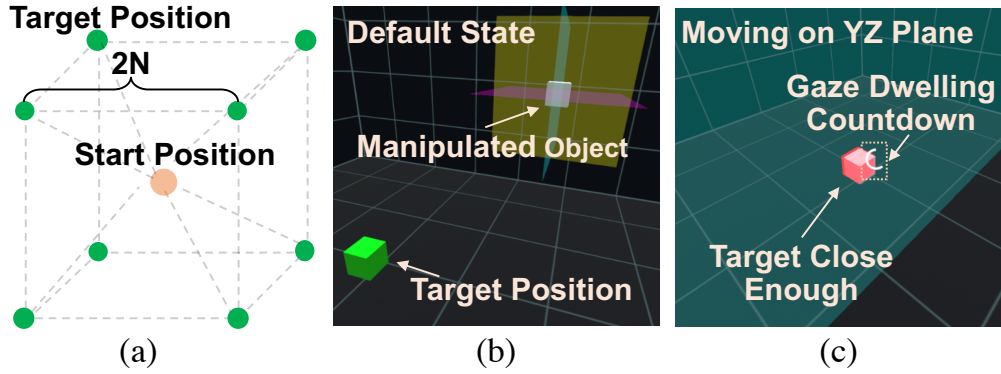 Target Position
2N
Start Position
(a)
Default State
Manipulated Object
Target Position
(b)
Moving on YZ Plane
Gaze Dwelling
Countdown
Target Close
Enough
(c)